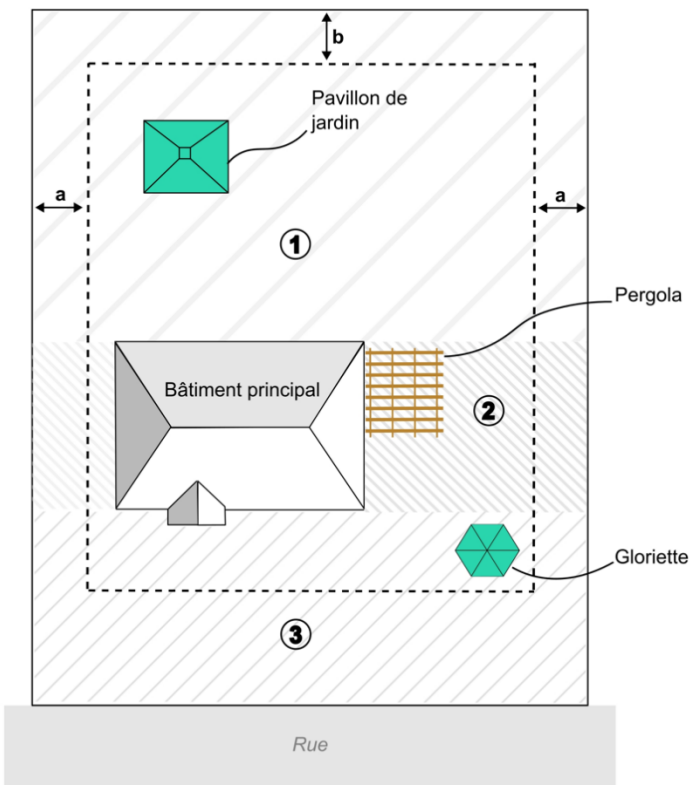 b
Pavillon de
jardin
a
a
1
Pergola
Bâtiment principal
2
Gloriette
3
Rue